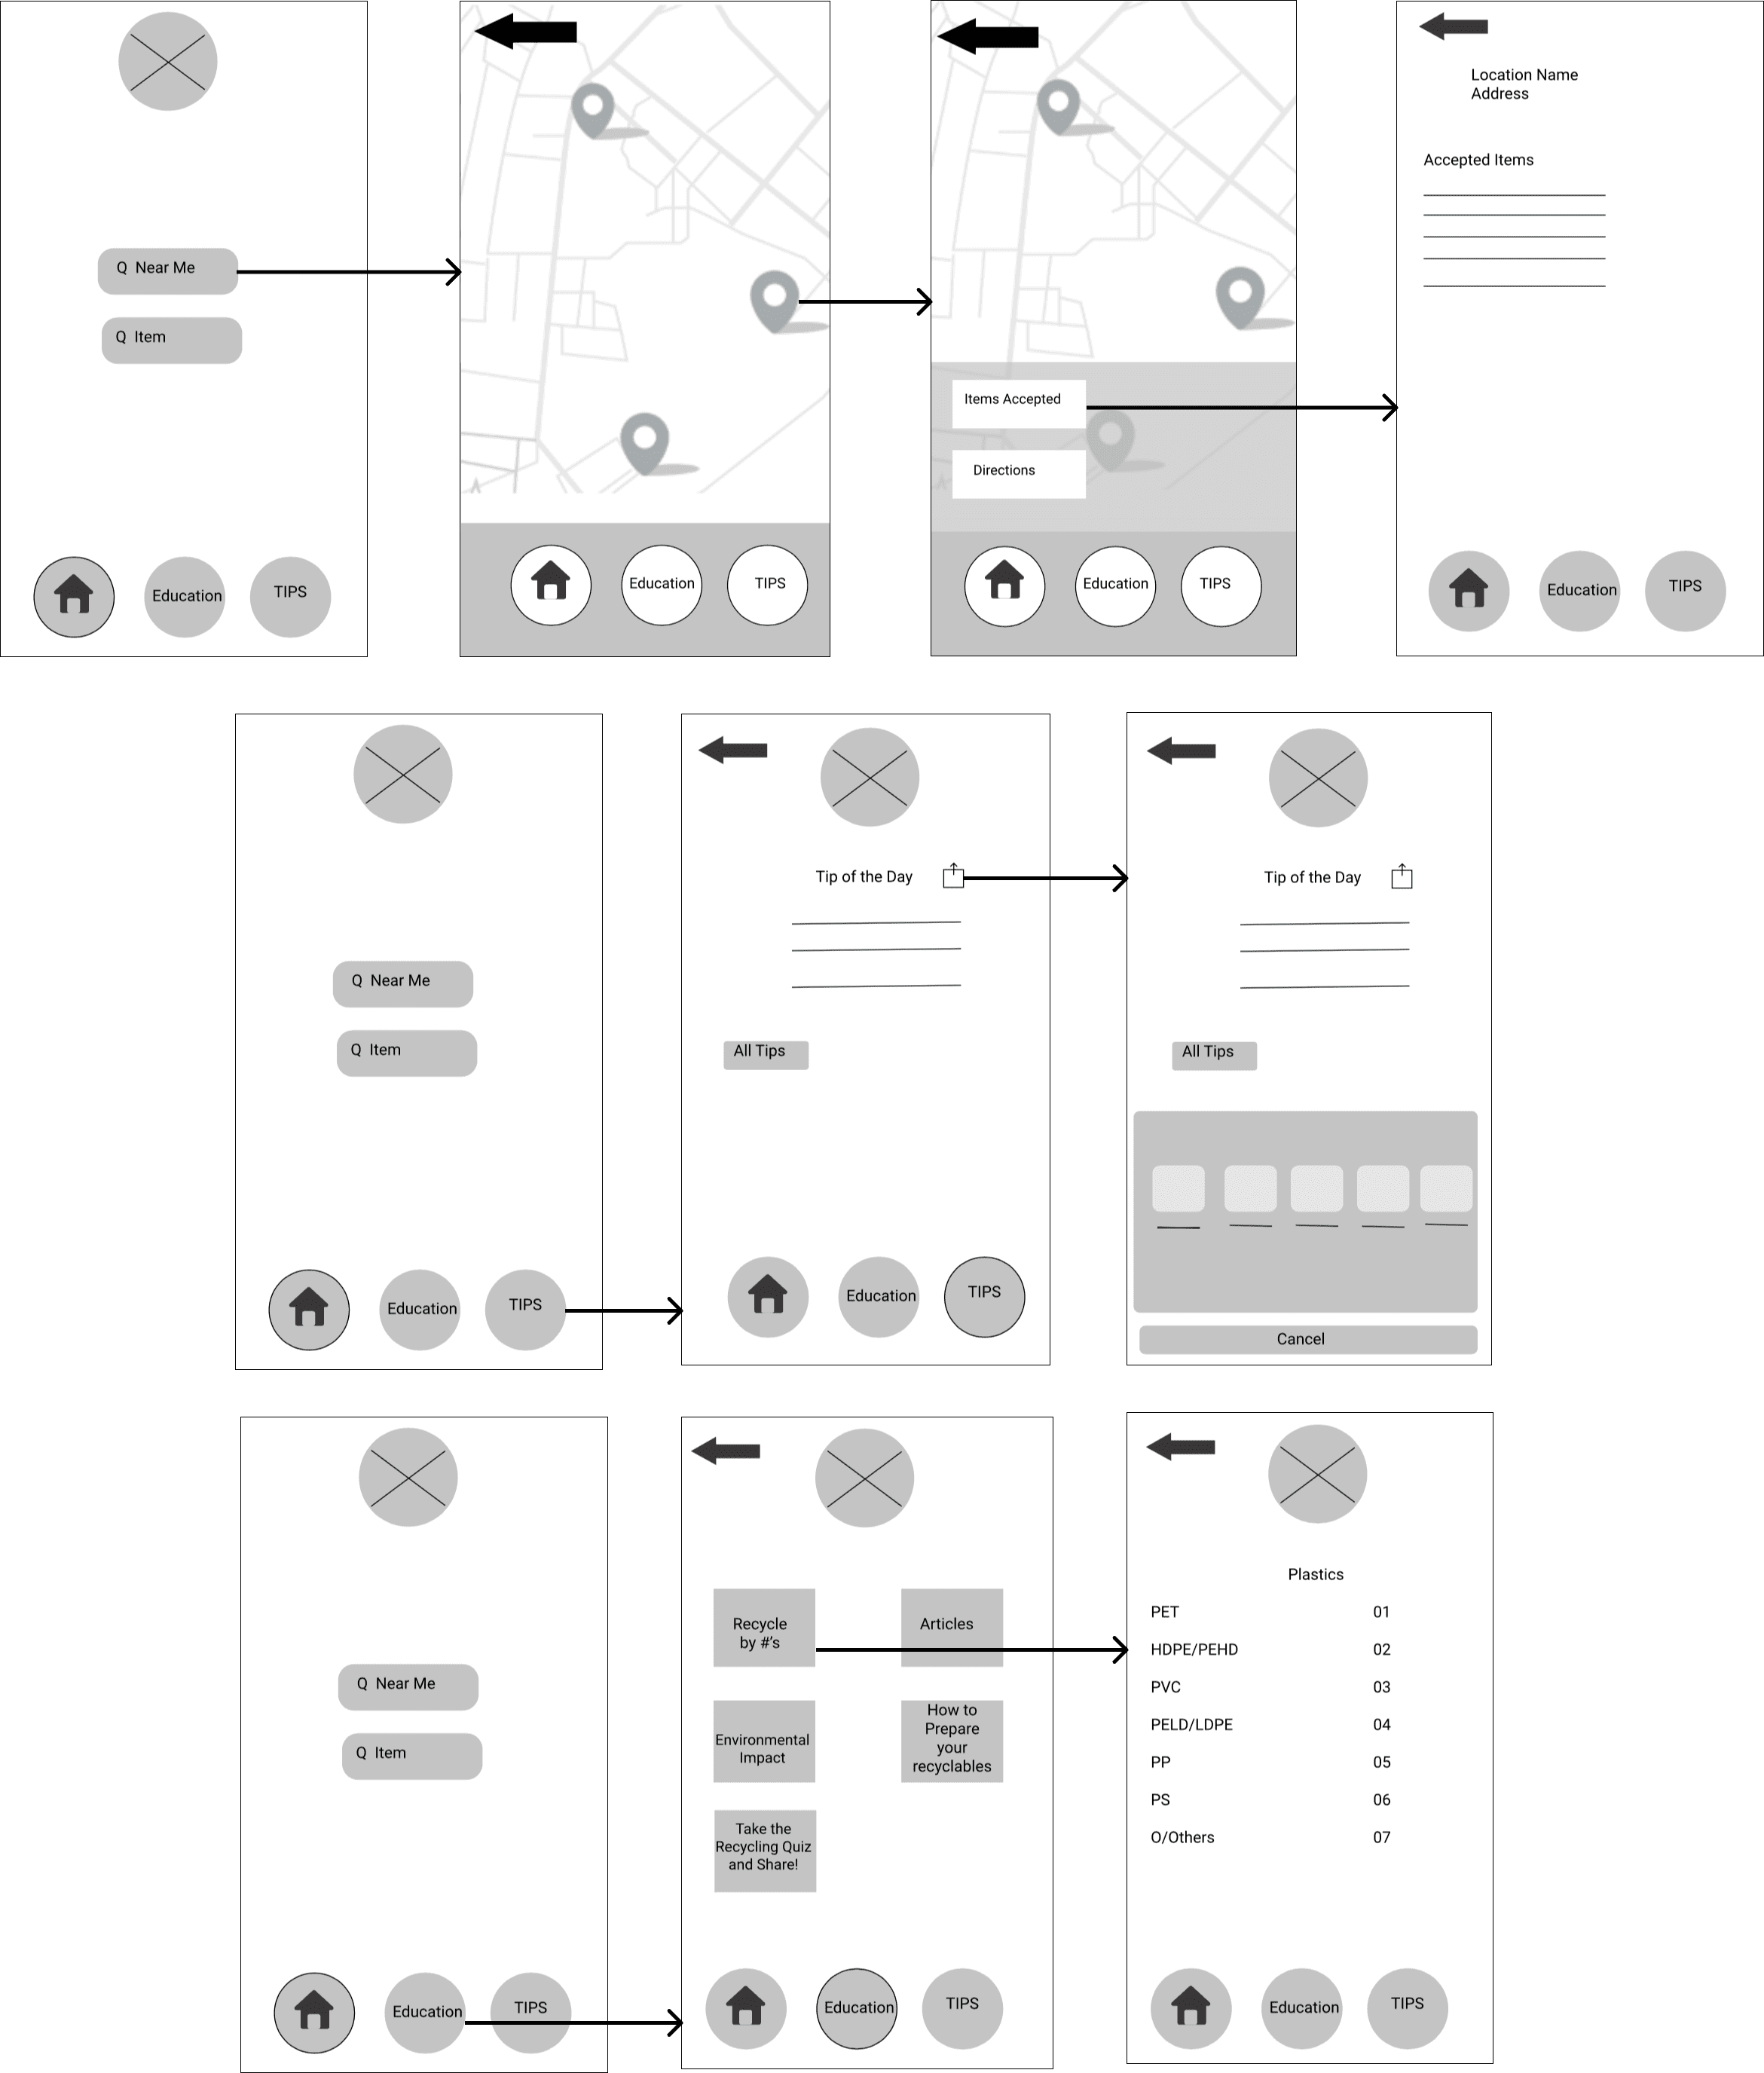 Q Near Me
Q Item
Education
TIPS
Education
TIPS
Items Accepted
Directions
Education
TIPS
Location Name
Address
Accepted Items
Education
TIPS
Q Near Me
Q Item
Education
TIPS
Tip of the Day
All Tips
Education
TIPS
Tip of the Day
All Tips
Cancel
Q Near Me
Q Item
Education
TIPS
Recycle
by #'s
Articles
Environmental
Impact
How to
Prepare
your
recyclables
Take the
Recycling Quiz
and Share!
Education
TIPS
Plastics
PET 01
HDPE/PEHD 02
PVC 03
PELD/LDPE 04
PP 05
PS 06
O/Others 07
Education
TIPS